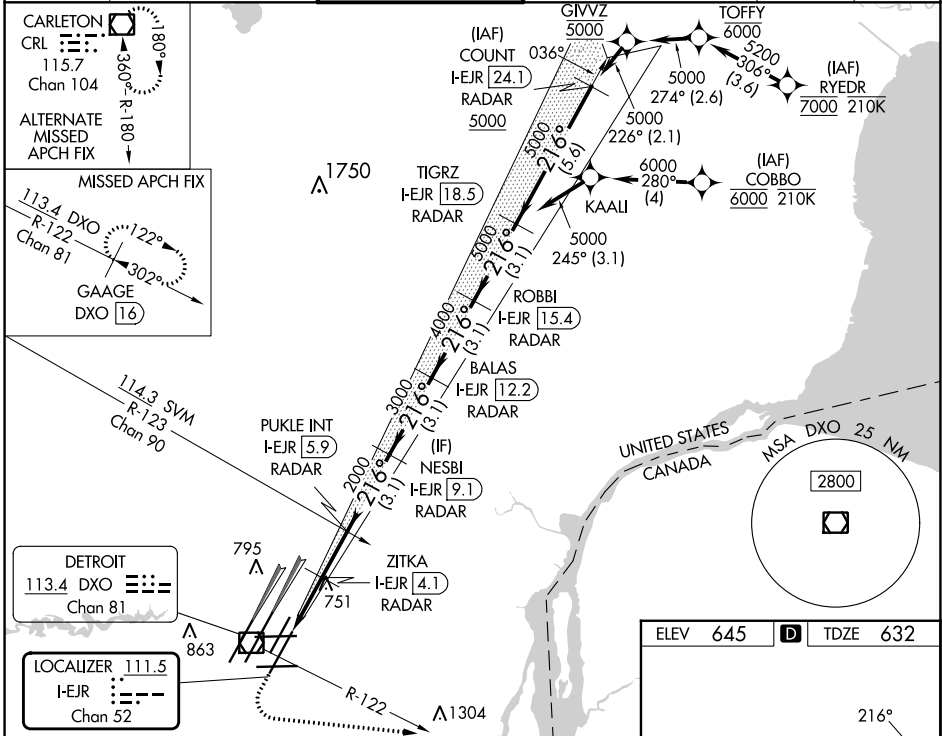 CARLETON
CRL
115.7
Chan 104
180°
360°
R-180
ALTERNATE
MISSED
APCH FIX
MISSED APCH FIX
113.4 DXO
R-122
Chan 81
122°
302°
GAAGE
DXO 16
1750
(IAF)
COUNT
I-EJR 24.1
RADAR
5000
036°
GIVVZ
5000
TOFFY
6000
5200
306°
(3.6)
(IAF)
RYEDR
7000 210K
5000
274° (2.6)
5000
226° (2.1)
5000
216°
(5.6)
TIGRZ
I-EJR 18.5
RADAR
6000
280°
(4)
(IAF)
COBBO
6000 210K
KAALI
5000
245° (3.1)
5000
216°
(3.1)
ROBBI
I-EJR 15.4
RADAR
4000
216°
(3.1)
BALAS
I-EJR 12.2
RADAR
3000
216°
(3.1)
(IF)
NESBI
I-EJR 9.1
RADAR
2000
216°
(3.1)
PUKLE INT
I-EJR 5.9
RADAR
114.3 SVM
R-123
Chan 90
UNITED STATES
CANADA
MSA DXO 25 NM
2800
ZITKA
I-EJR 4.1
RADAR
795
751
DETROIT
113.4 DXO
Chan 81
863
LOCALIZER 111.5
I-EJR
Chan 52
R-122
1304
ELEV 645 D TDZE 632
216°